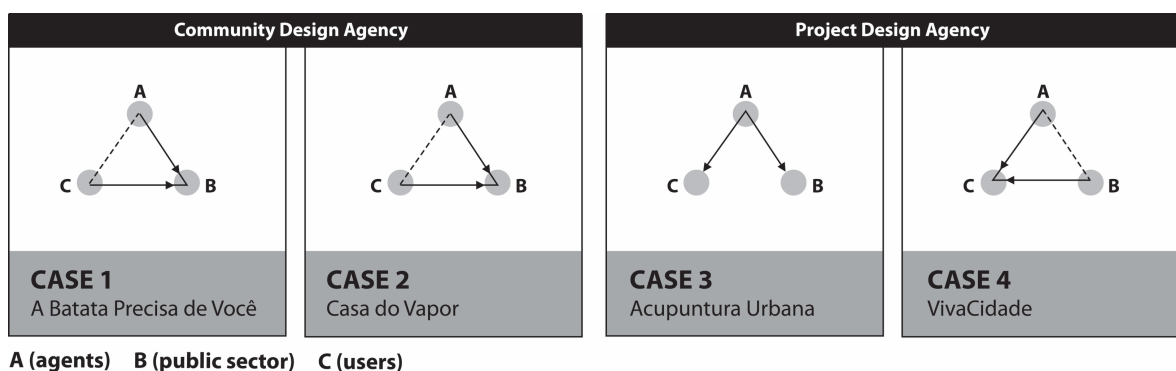 Community Design Agency
Project Design Agency
A
C
B
A
C
B
A
C
B
A
C
B
CASE 1
A Batata Precisa de Você
CASE 2
Casa do Vapor
CASE 3
Acupuntura Urbana
CASE 4
VivaCidade
A (agents) B (public sector) C (users)